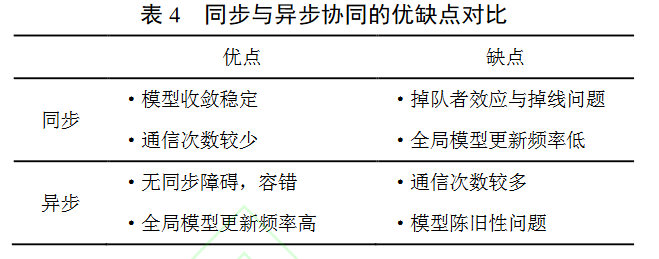 表 4 同步与异步协同的优缺点对比
优点 缺点
同步
·模型收敛稳定 ·掉队者效应与掉线问题
·通信次数较少 ·全局模型更新频率低
异步
·无同步障碍，容错 ·通信次数较多
·全局模型更新频率高 ·模型陈旧性问题